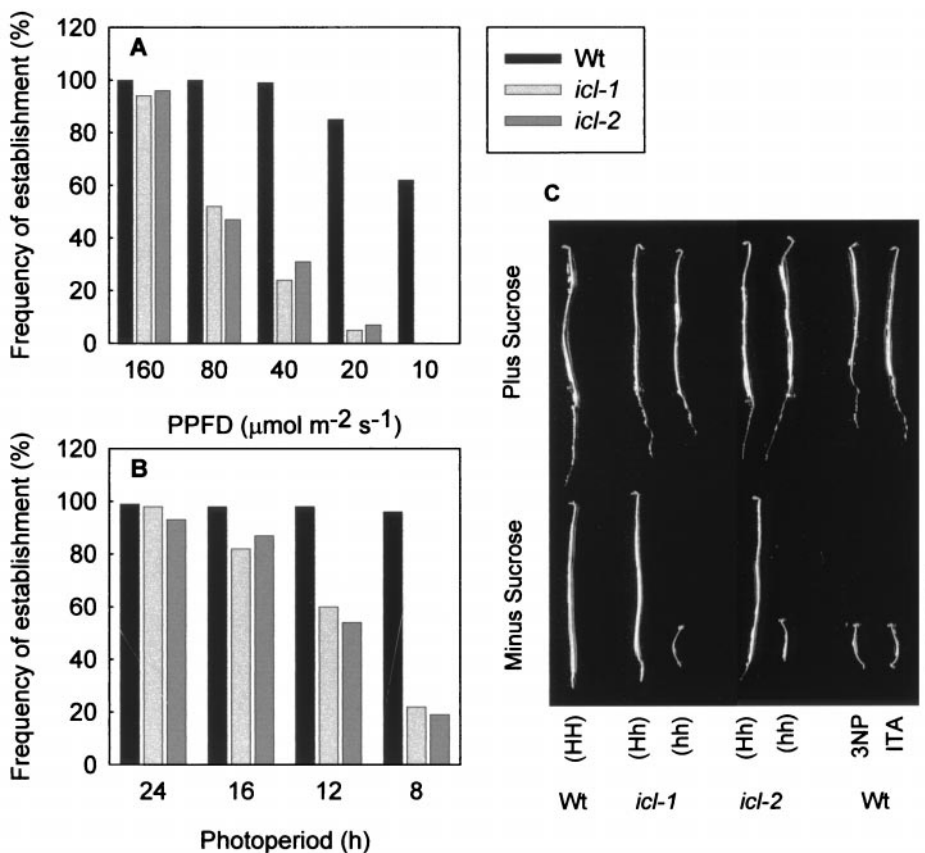 A
Frequency of establishment (%)
120
100
80
60
40
20
0
160 80 40 20 10
PPFD (μmol m-2 s-1)
Wt
icl-1
icl-2
B
Frequency of establishment (%)
120
100
80
60
40
20
0
24 16 12 8
Photoperiod (h)
C
Plus Sucrose
Minus Sucrose
(HH) (Hh) (hh) (Hh) (hh) 3NP ITA
Wt icl-1 icl-2 Wt